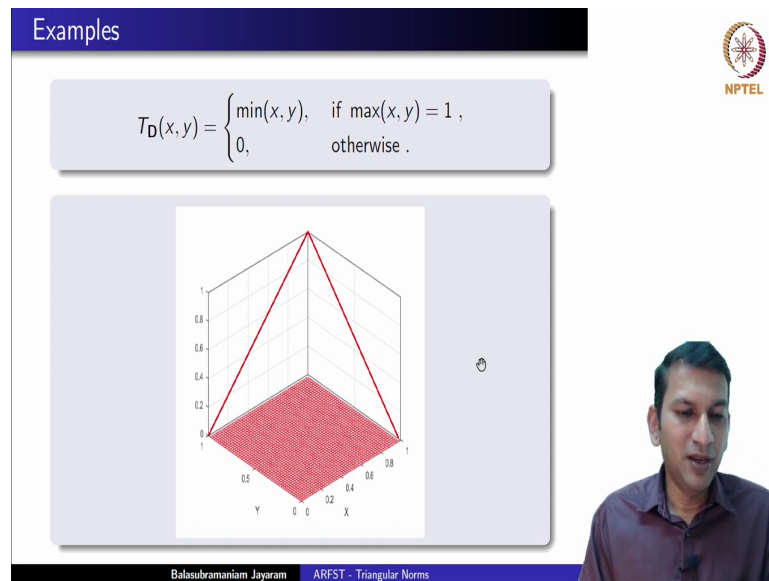 Examples
NPTEL
T_D(x, y) = { min(x, y), if max(x, y) = 1 ,
0, otherwise .
1
0.8
0.6
0.4
0.2
0
1
0.5
0
Y
0
0.2
0.4
0.6
0.8
1
X
Balasubramaniam Jayaram ARFST - Triangular Norms